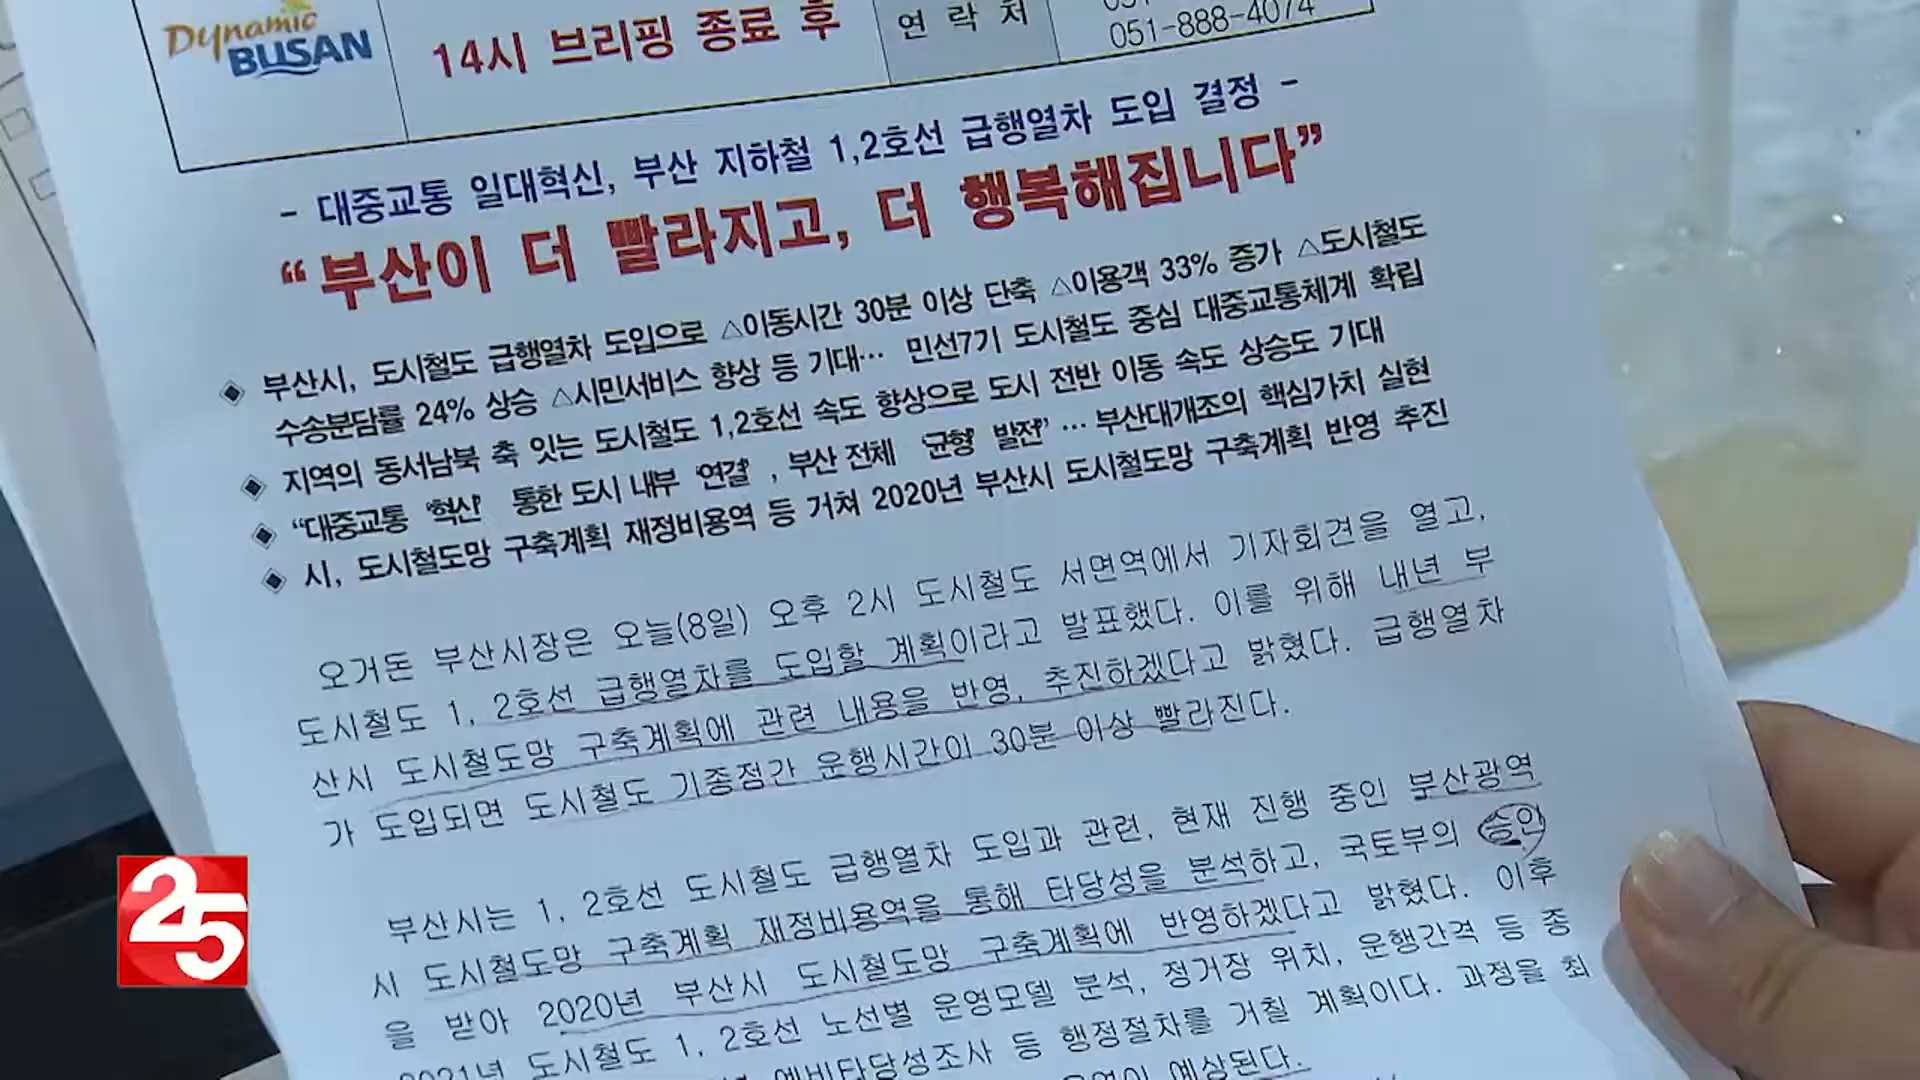 Dynamic
BUSAN
14시 브리핑 종료 후
연 락 처
051-888-4074
- 대중교통 일대혁신, 부산 지하철 1,2호선 급행열차 도입 결정 -
“부산이 더 빨라지고, 더 행복해집니다”
◈ 부산시, 도시철도 급행열차 도입으로 △이동시간 30분 이상 단축 △이용객 33% 증가 △도시철도
수송분담률 24% 상승 △시민서비스 향상 등 기대… 민선7기 도시철도 중심 대중교통체계 확립
◈ 지역의 동서남북 축 잇는 도시철도 1,2호선 속도 향상으로 도시 전반 이동 속도 상승도 기대
◈ “대중교통 ‘혁신’ 통한 도시 내부 ‘연결’, 부산 전체 ‘균형’ 발전” … 부산대개조의 핵심가치 실현
◈ 시, 도시철도망 구축계획 재정비용역 등 거쳐 2020년 부산시 도시철도망 구축계획 반영 추진
오거돈 부산시장은 오늘(8일) 오후 2시 도시철도 서면역에서 기자회견을 열고,
도시철도 1, 2호선 급행열차를 도입할 계획이라고 발표했다. 이를 위해 내년 부
산시 도시철도망 구축계획에 관련 내용을 반영, 추진하겠다고 밝혔다. 급행열차
가 도입되면 도시철도 기종점간 운행시간이 30분 이상 빨라진다.
부산시는 1, 2호선 도시철도 급행열차 도입과 관련, 현재 진행 중인 부산광역
시 도시철도망 구축계획 재정비용역을 통해 타당성을 분석하고, 국토부의 승인
을 받아 2020년 부산시 도시철도망 구축계획에 반영하겠다고 밝혔다. 이후
2021년 도시철도 1, 2호선 노선별 운영모델 분석, 정거장 위치, 운행간격 등 종
예비타당성조사 등 행정절차를 거칠 계획이다. 과정을 최
예상된다.
25